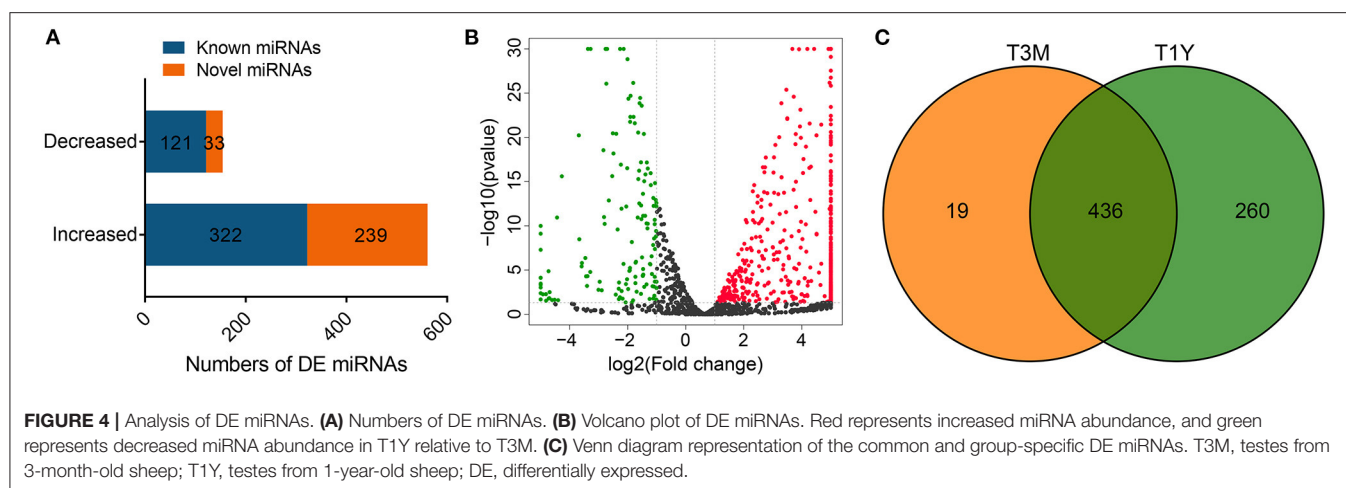 A
Known miRNAs
Novel miRNAs
Decreased
121 33
Increased
322 239
0 200 400 600
Numbers of DE miRNAs
B
30
25
20
15
10
5
0
−log10(pvalue)
−4 −2 0 2 4
log2(Fold change)
C
T3M T1Y
19 436 260
FIGURE 4 | Analysis of DE miRNAs. (A) Numbers of DE miRNAs. (B) Volcano plot of DE miRNAs. Red represents increased miRNA abundance, and green
represents decreased miRNA abundance in T1Y relative to T3M. (C) Venn diagram representation of the common and group-specific DE miRNAs. T3M, testes from
3-month-old sheep; T1Y, testes from 1-year-old sheep; DE, differentially expressed.